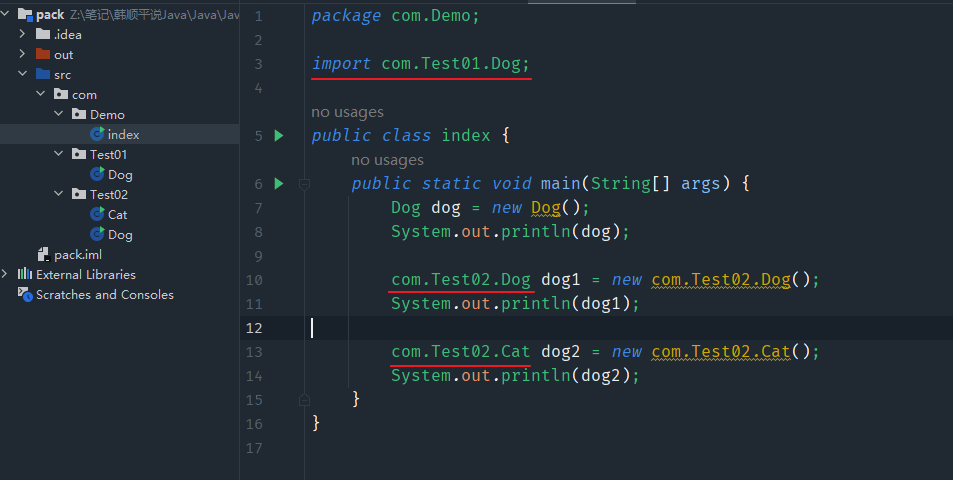 pack Z:\笔记\韩顺平说Java\Java\Jav
.idea
out
src
com
Demo
index
Test01
Dog
Test02
Cat
Dog
pack.iml
External Libraries
Scratches and Consoles
1 package com.Demo;
2
3 import com.Test01.Dog;
4
no usages
5 public class index {
no usages
6 public static void main(String[] args) {
7 Dog dog = new Dog();
8 System.out.println(dog);
9
10 com.Test02.Dog dog1 = new com.Test02.Dog();
11 System.out.println(dog1);
12
13 com.Test02.Cat dog2 = new com.Test02.Cat();
14 System.out.println(dog2);
15 }
16 }
17